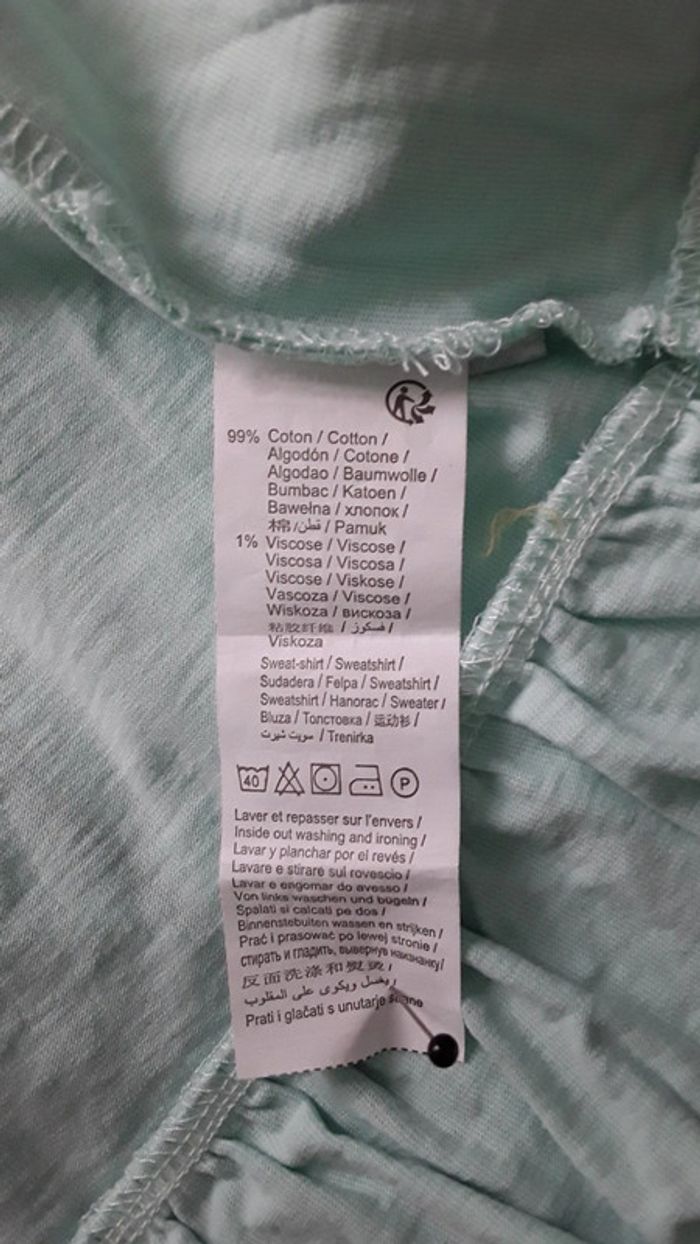 99% Coton / Cotton /
Algodón / Cotone /
Algodao / Baumwolle /
Bumbac / Katoen /
Bawełna / хлопок /
棉 / قطن / Pamuk
1% Viscose / Viscose /
Viscosa / Viscosa /
Viscose / Viskose /
Vascoza / Viscose /
Wiskoza / вискоза /
粘胶纤维 / فسكوز /
Viskoza
Sweat-shirt / Sweatshirt /
Sudadera / Felpa / Sweatshirt /
Sweatshirt / Hanorac / Sweater /
Bluza / Толстовка / 运动衫 /
سويت شيرت / Trenirka
40 P
Laver et repasser sur l'envers /
Inside out washing and ironing /
Lavar y planchar por el revés /
Lavare e stirare sul rovescio /
Lavar e engomar do avesso /
Von links waschen und bügeln /
Spalati si calcati pe dos /
Binnenstebuiten wassen en strijken /
Prać i prasować po lewej stronie /
стирать и гладить, вывернув наизнанку /
反面洗涤和熨烫 /
يغسل ويكوى على المقلوب /
Prati i glačati s unutarje